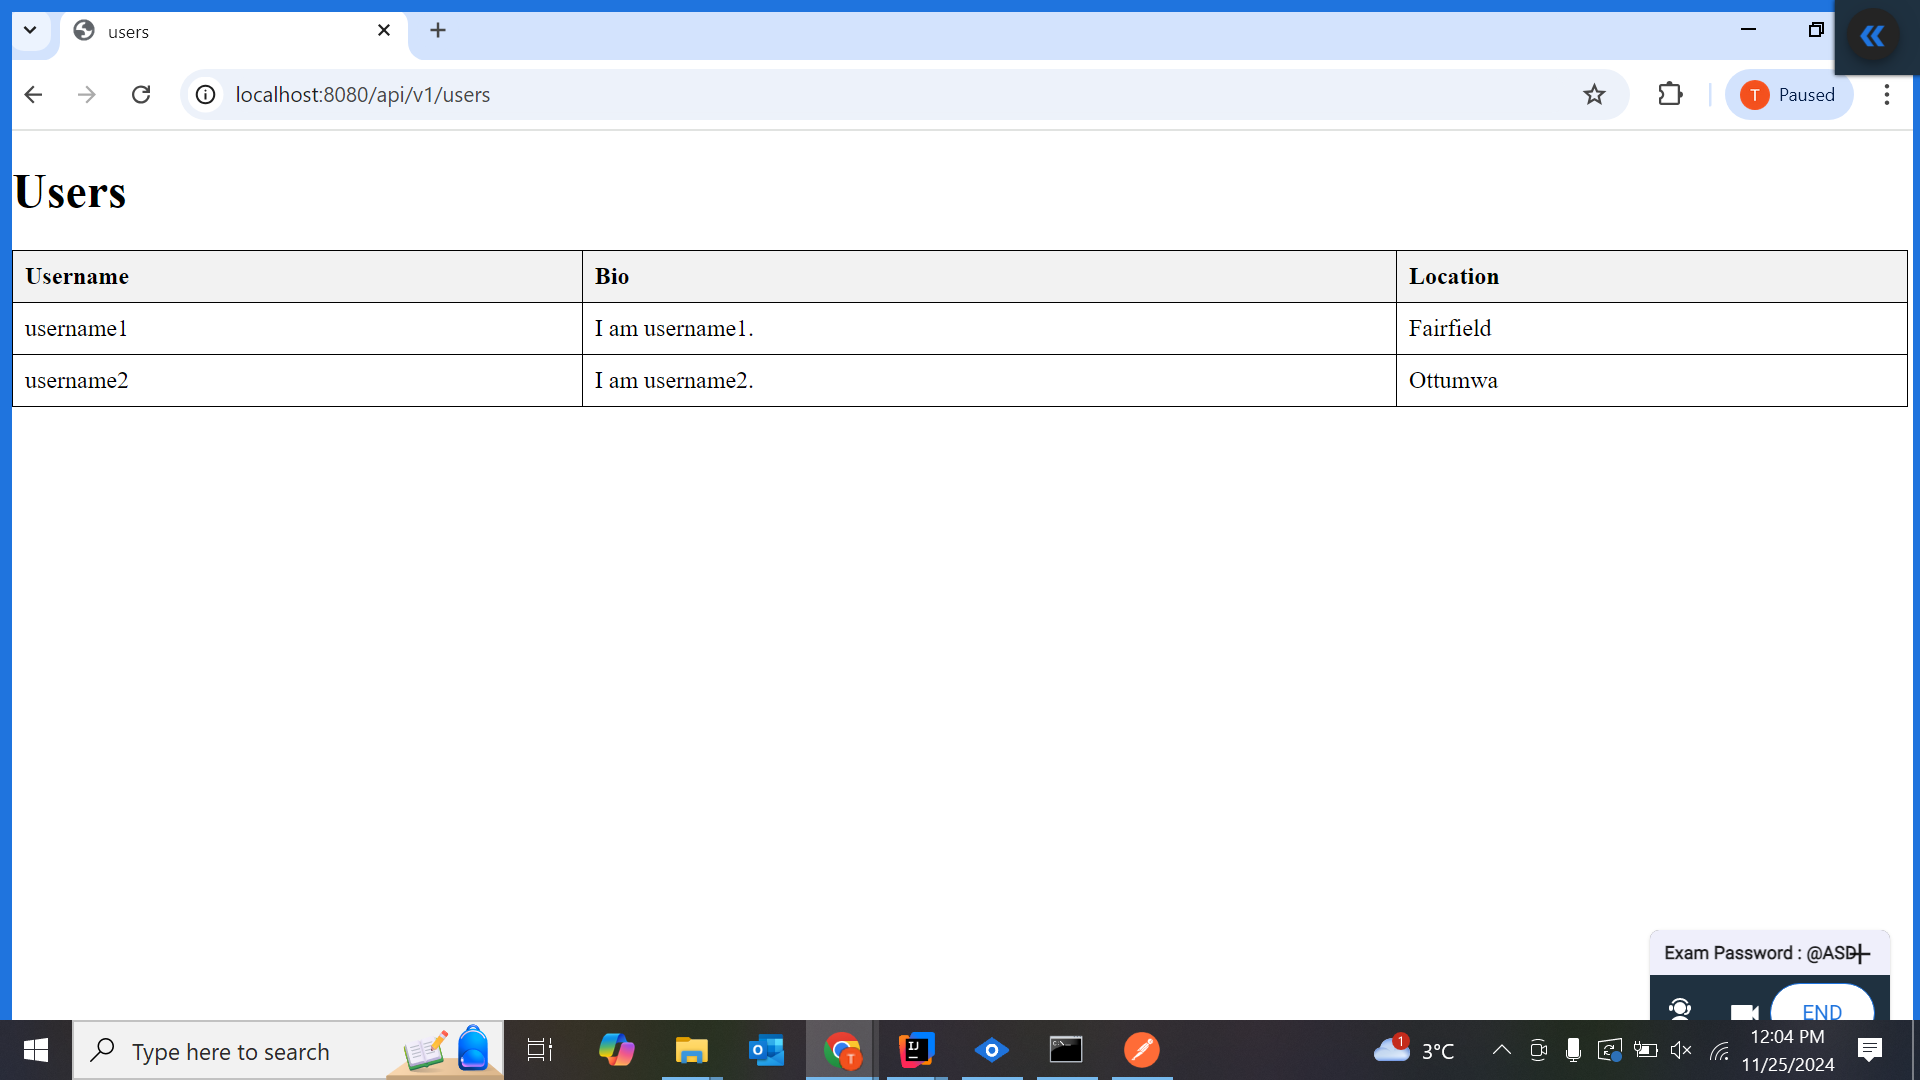 users
localhost:8080/api/v1/users
T Paused
Users
Username Bio Location
username1 I am username1. Fairfield
username2 I am username2. Ottumwa
Exam Password : @ASD
END
Type here to search
T
IJ
1
3°C
12:04 PM
11/25/2024